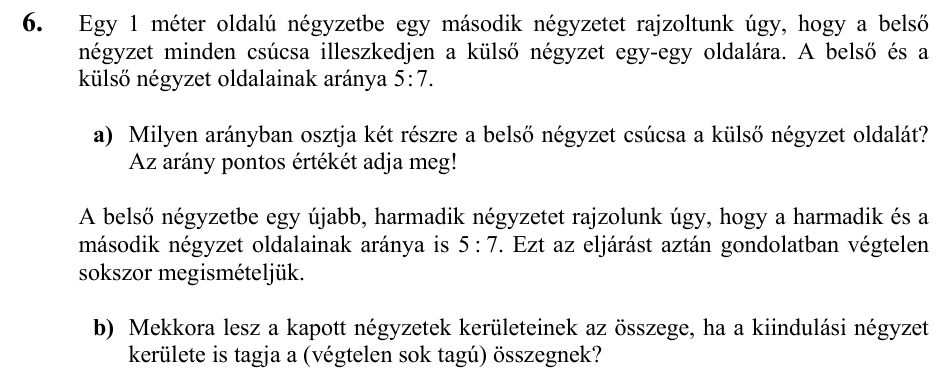 6. Egy 1 méter oldalú négyzetbe egy második négyzetet rajzoltunk úgy, hogy a belső
négyzet minden csúcsa illeszkedjen a külső négyzet egy-egy oldalára. A belső és a
külső négyzet oldalainak aránya 5:7.
a) Milyen arányban osztja két részre a belső négyzet csúcsa a külső négyzet oldalát?
Az arány pontos értékét adja meg!
A belső négyzetbe egy újabb, harmadik négyzetet rajzolunk úgy, hogy a harmadik és a
második négyzet oldalainak aránya is 5 : 7. Ezt az eljárást aztán gondolatban végtelen
sokszor megismételjük.
b) Mekkora lesz a kapott négyzetek kerületeinek az összege, ha a kiindulási négyzet
kerülete is tagja a (végtelen sok tagú) összegnek?